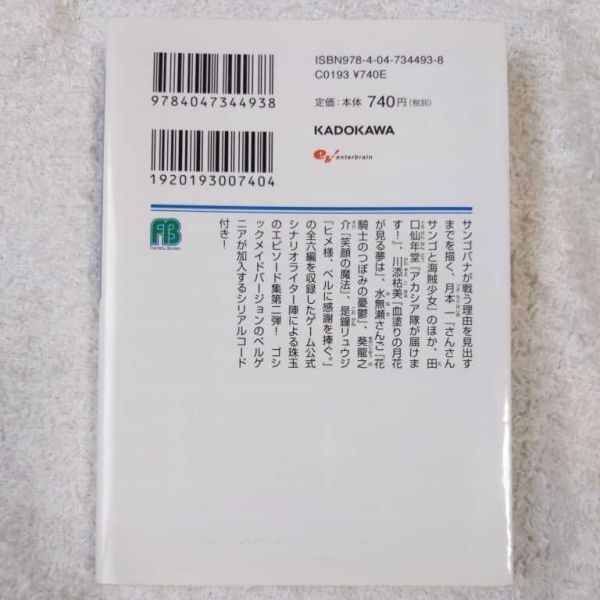 ISBN978-4-04-734493-8
C0193 ¥740E
9784047344938
定価:本体 740円(税別)
KADOKAWA
eb! enterbrain
1920193007404
FB
Famitsu Bunko
サンゴバナが戦う理由を見出す
までを描く、月本一『さんさん
サンゴと海賊少女』のほか、田
口仙年堂『アカシア隊が届けま
す!』、川添枯美『血塗りの月花
が見る夢は』、水無瀬さんご『花
騎士のつぼみの憂鬱』、葵龍之
介『笑顔の魔法』、是鐘リュウジ
『ヒメ様、ベルに感謝を捧ぐ。』
の全六編を収録したゲーム公式
シナリオライター陣による珠玉
のエピソード集第二弾! ゴシ
ックメイドバージョンのベルゲ
ニアが加入するシリアルコード
付き!